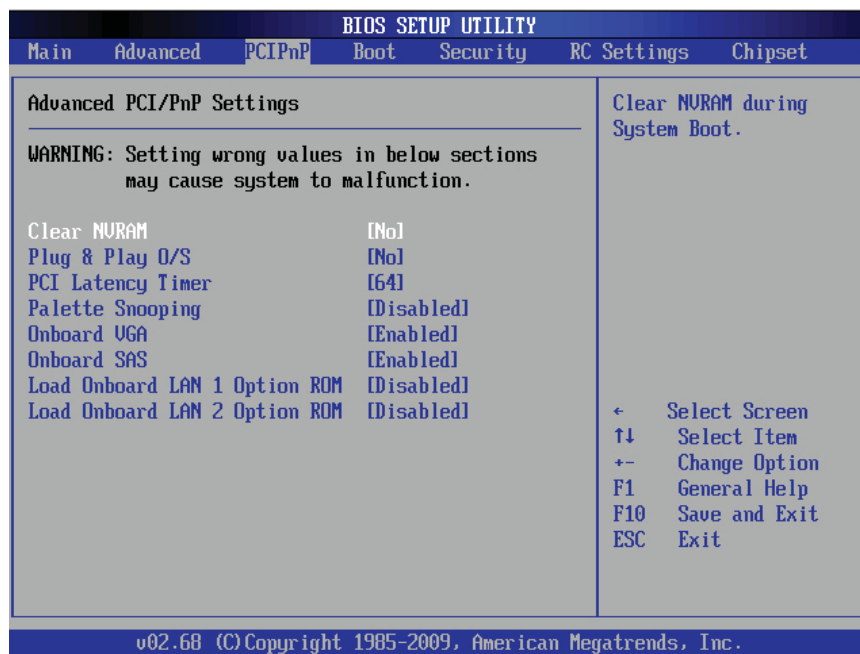 BIOS SETUP UTILITY
Main Advanced PCIPnP Boot Security RC Settings Chipset
Advanced PCI/PnP Settings
WARNING: Setting wrong values in below sections
may cause system to malfunction.
Clear NVRAM [No]
Plug & Play O/S [No]
PCI Latency Timer [64]
Palette Snooping [Disabled]
Onboard VGA [Enabled]
Onboard SAS [Enabled]
Load Onboard LAN 1 Option ROM [Disabled]
Load Onboard LAN 2 Option ROM [Disabled]
Clear NVRAM during
System Boot.
← Select Screen
↑↓ Select Item
+- Change Option
F1 General Help
F10 Save and Exit
ESC Exit
v02.68 (C)Copyright 1985-2009, American Megatrends, Inc.